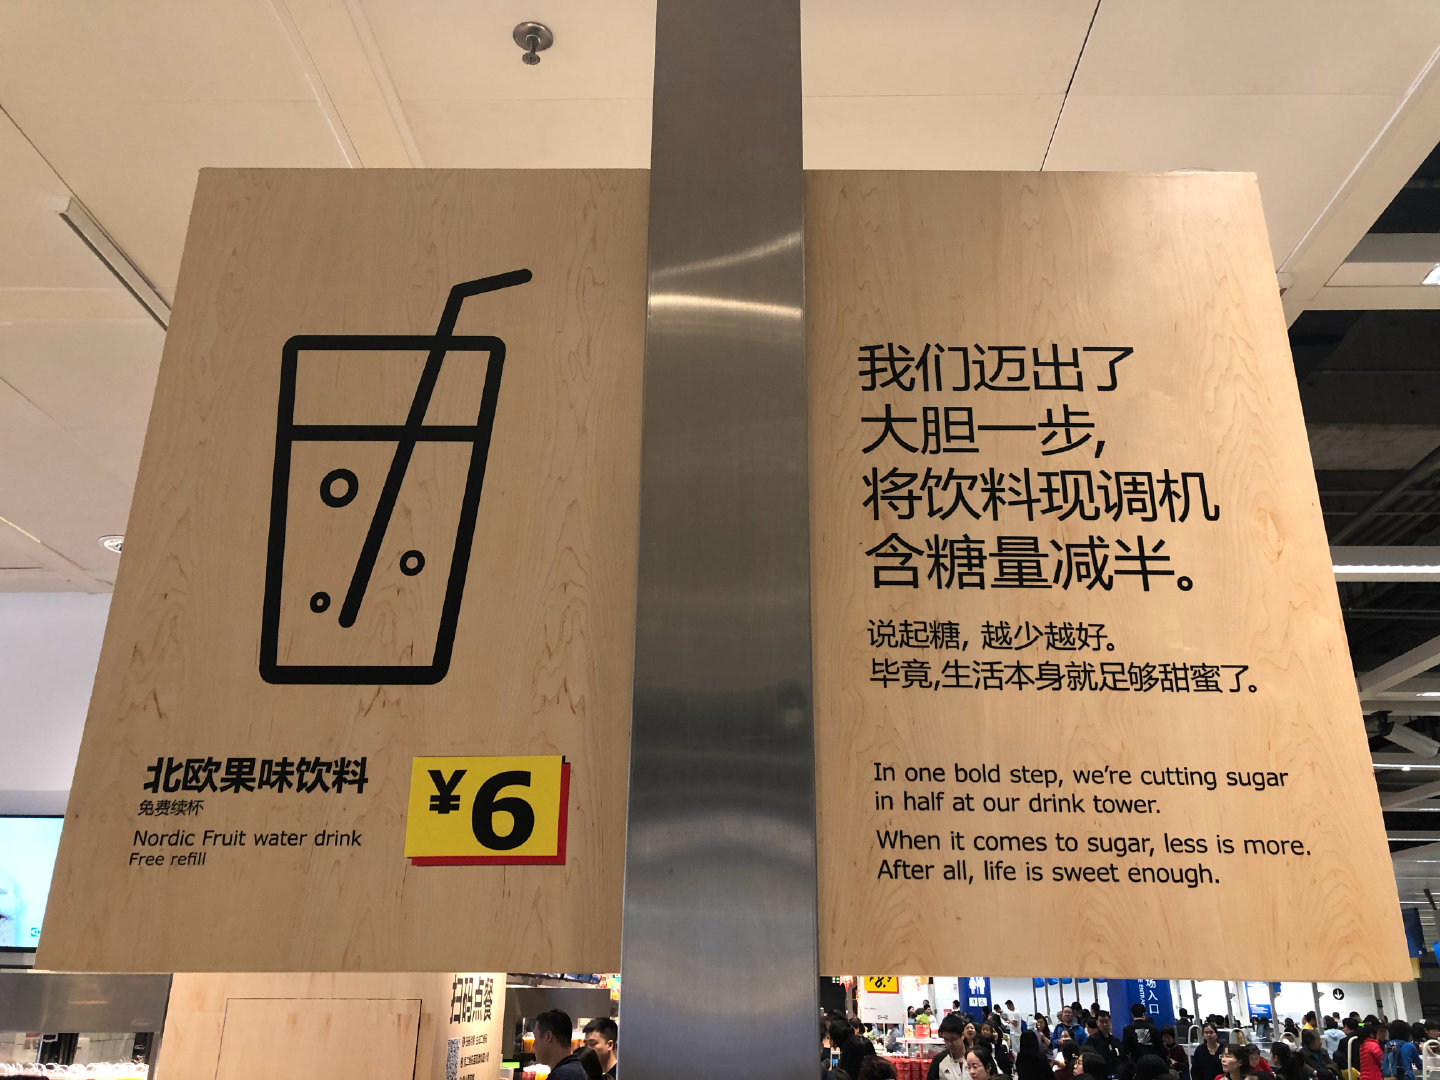 北欧果味饮料
免费续杯
Nordic Fruit water drink
Free refill
¥6
我们迈出了
大胆一步,
将饮料现调机
含糖量减半。
说起糖, 越少越好。
毕竟,生活本身就足够甜蜜了。
In one bold step, we're cutting sugar
in half at our drink tower.
When it comes to sugar, less is more.
After all, life is sweet enough.
扫码点餐
场入口